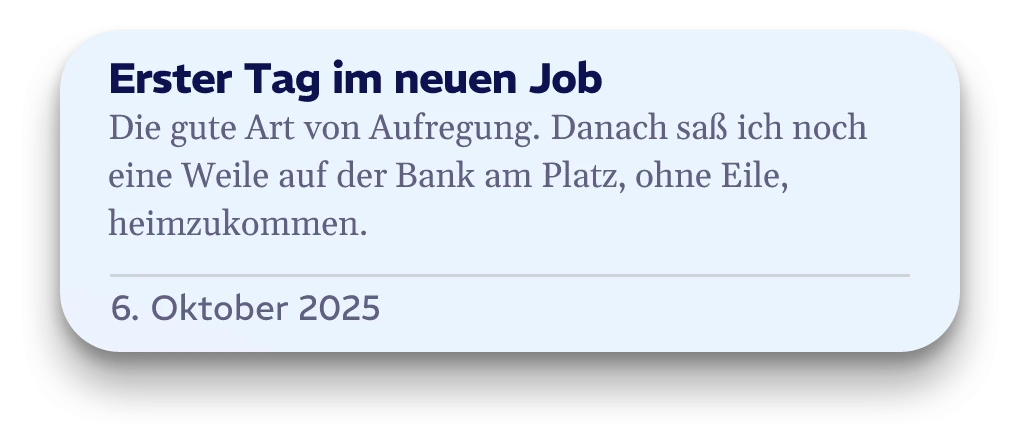 Erster Tag im neuen Job
Die gute Art von Aufregung. Danach saß ich noch
eine Weile auf der Bank am Platz, ohne Eile,
heimzukommen.
6. Oktober 2025